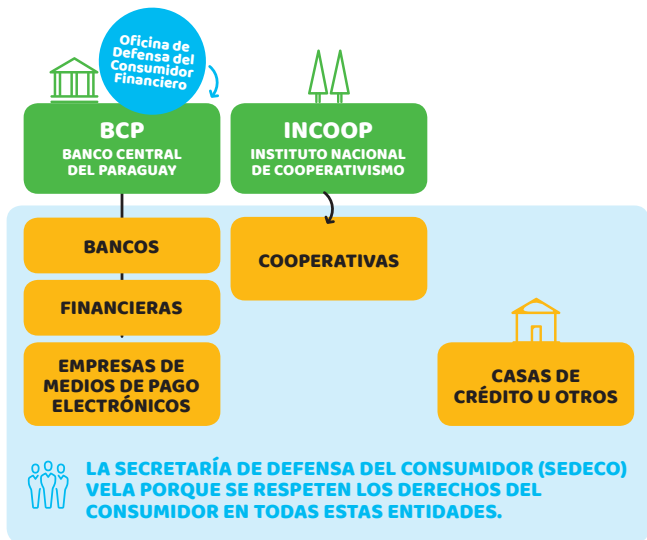 Oficina de
Defensa del
Consumidor
Financiero
BCP
BANCO CENTRAL
DEL PARAGUAY
INCOOP
INSTITUTO NACIONAL
DE COOPERATIVISMO
BANCOS
FINANCIERAS
EMPRESAS DE
MEDIOS DE PAGO
ELECTRÓNICOS
COOPERATIVAS
CASAS DE
CRÉDITO U OTROS
LA SECRETARÍA DE DEFENSA DEL CONSUMIDOR (SEDECO)
VELA PORQUE SE RESPETEN LOS DERECHOS DEL
CONSUMIDOR EN TODAS ESTAS ENTIDADES.